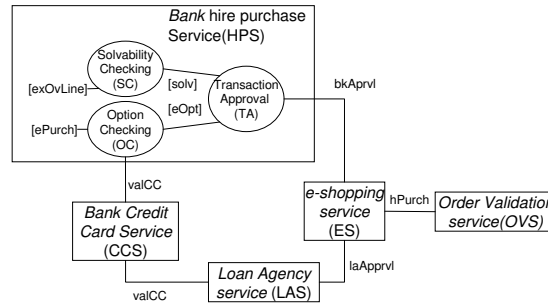 Bank hire purchase
Service(HPS)
Solvability
Checking
(SC)
[exOvLine]
[solv]
Transaction
Approval
(TA)
bkAprvl
[eOpt]
Option
Checking
(OC)
[ePurch]
valCC
e-shopping
service
(ES)
hPurch
Order Validation
service(OVS)
Bank Credit
Card Service
(CCS)
laApprvl
Loan Agency
service (LAS)
valCC